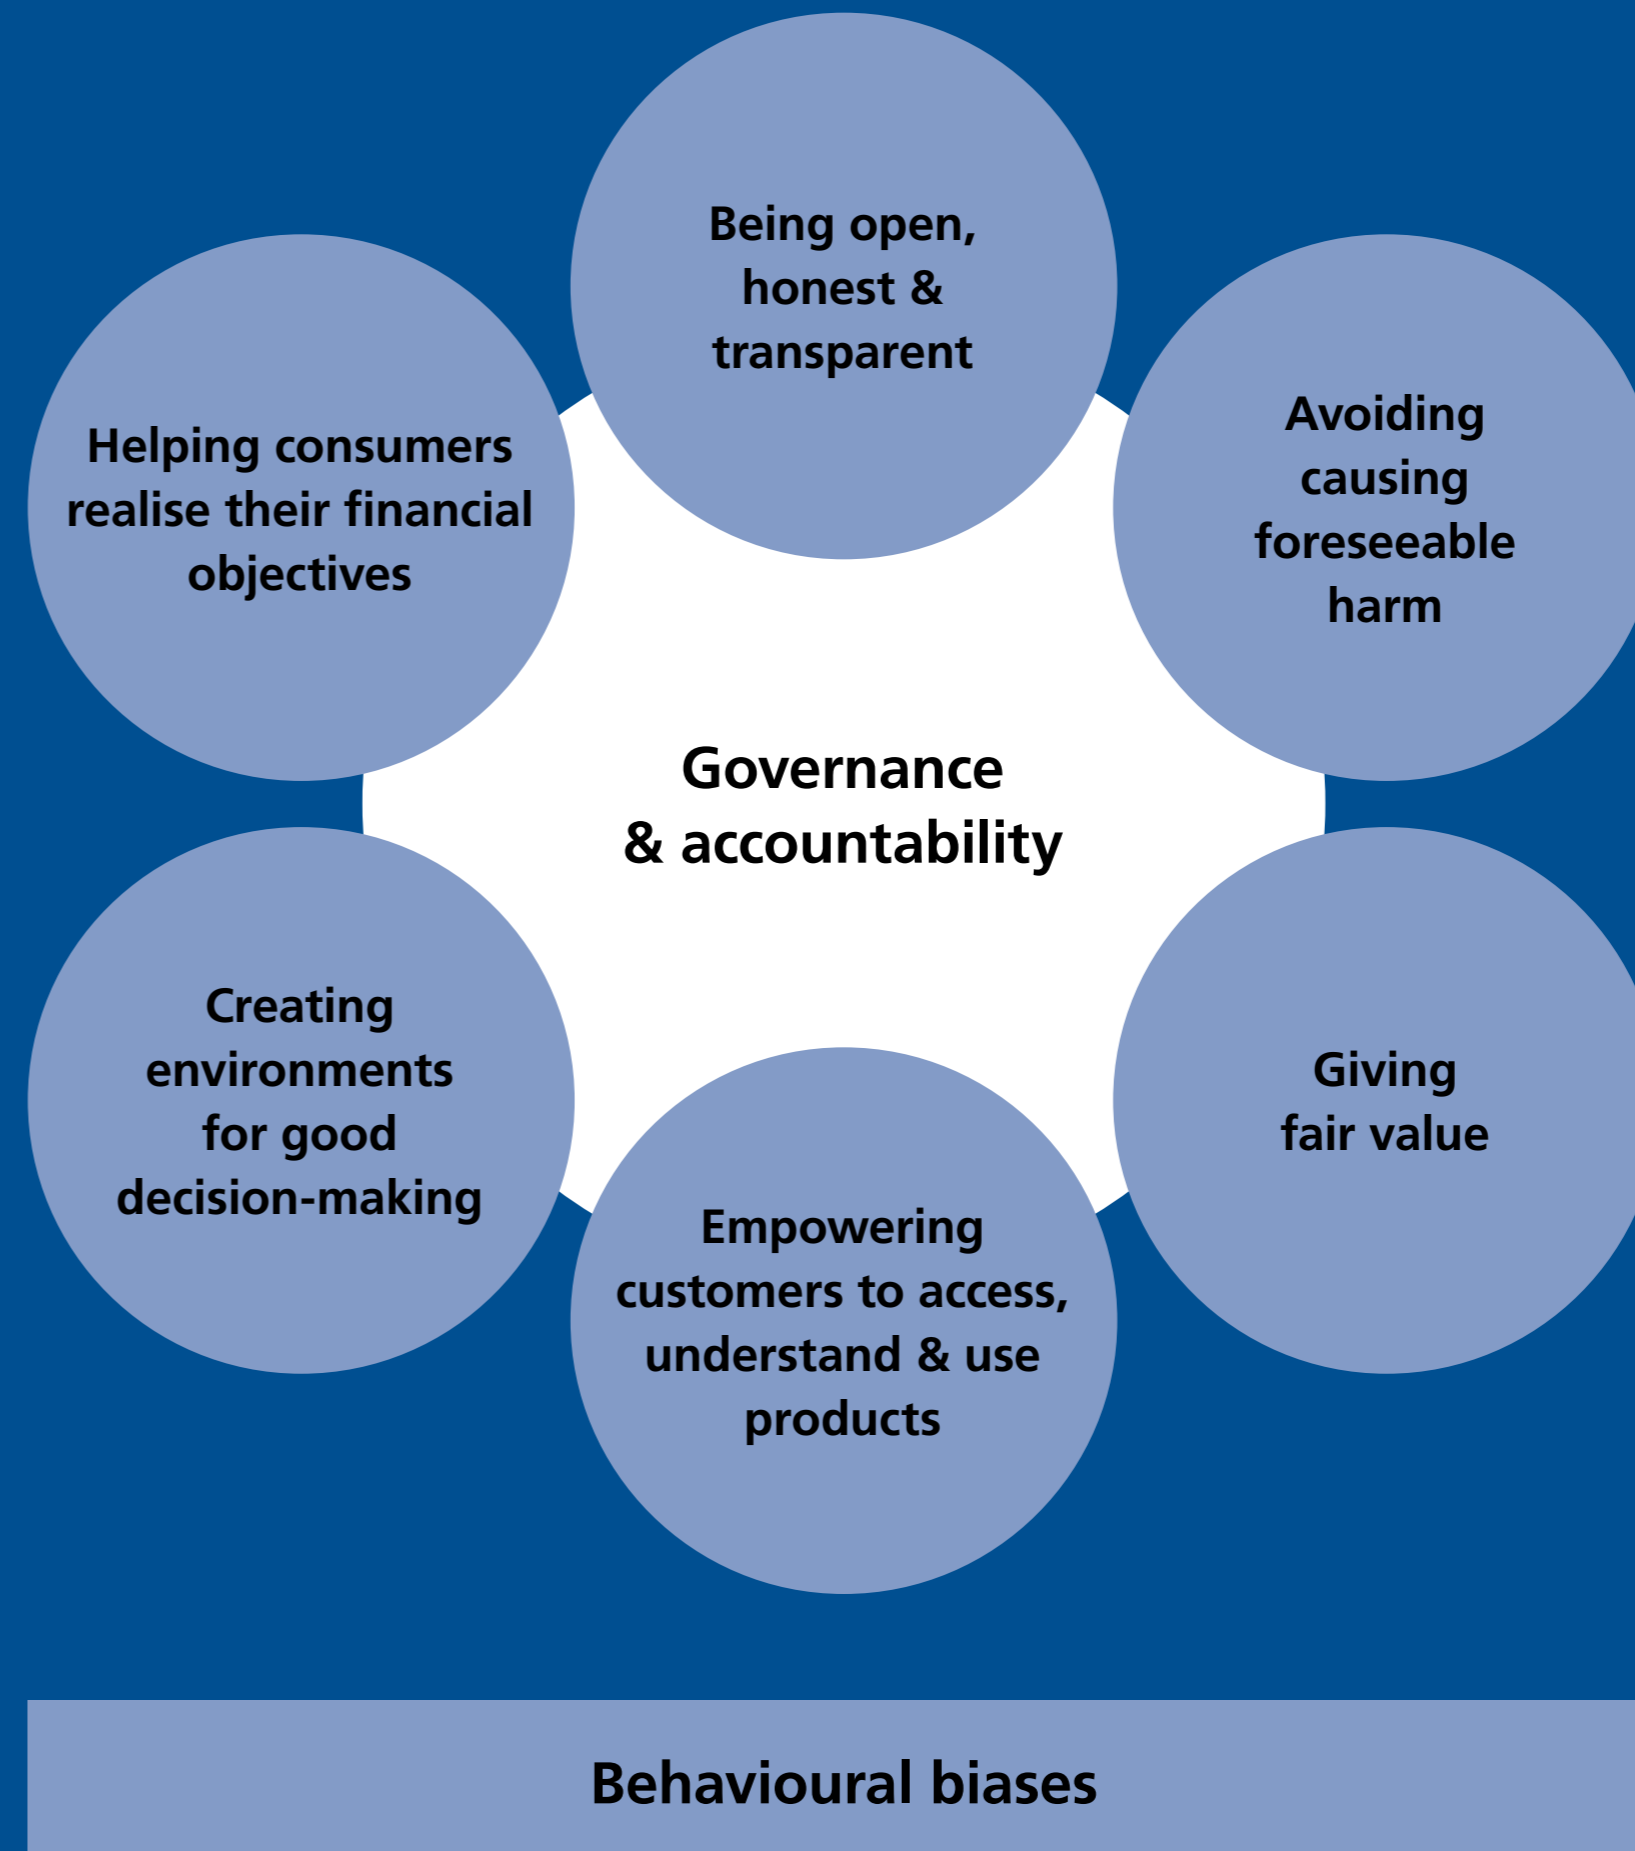 Being open,
honest &
transparent
Avoiding
causing
foreseeable
harm
Helping consumers
realise their financial
objectives
Governance
& accountability
Creating
environments
for good
decision-making
Giving
fair value
Empowering
customers to access,
understand & use
products
Behavioural biases